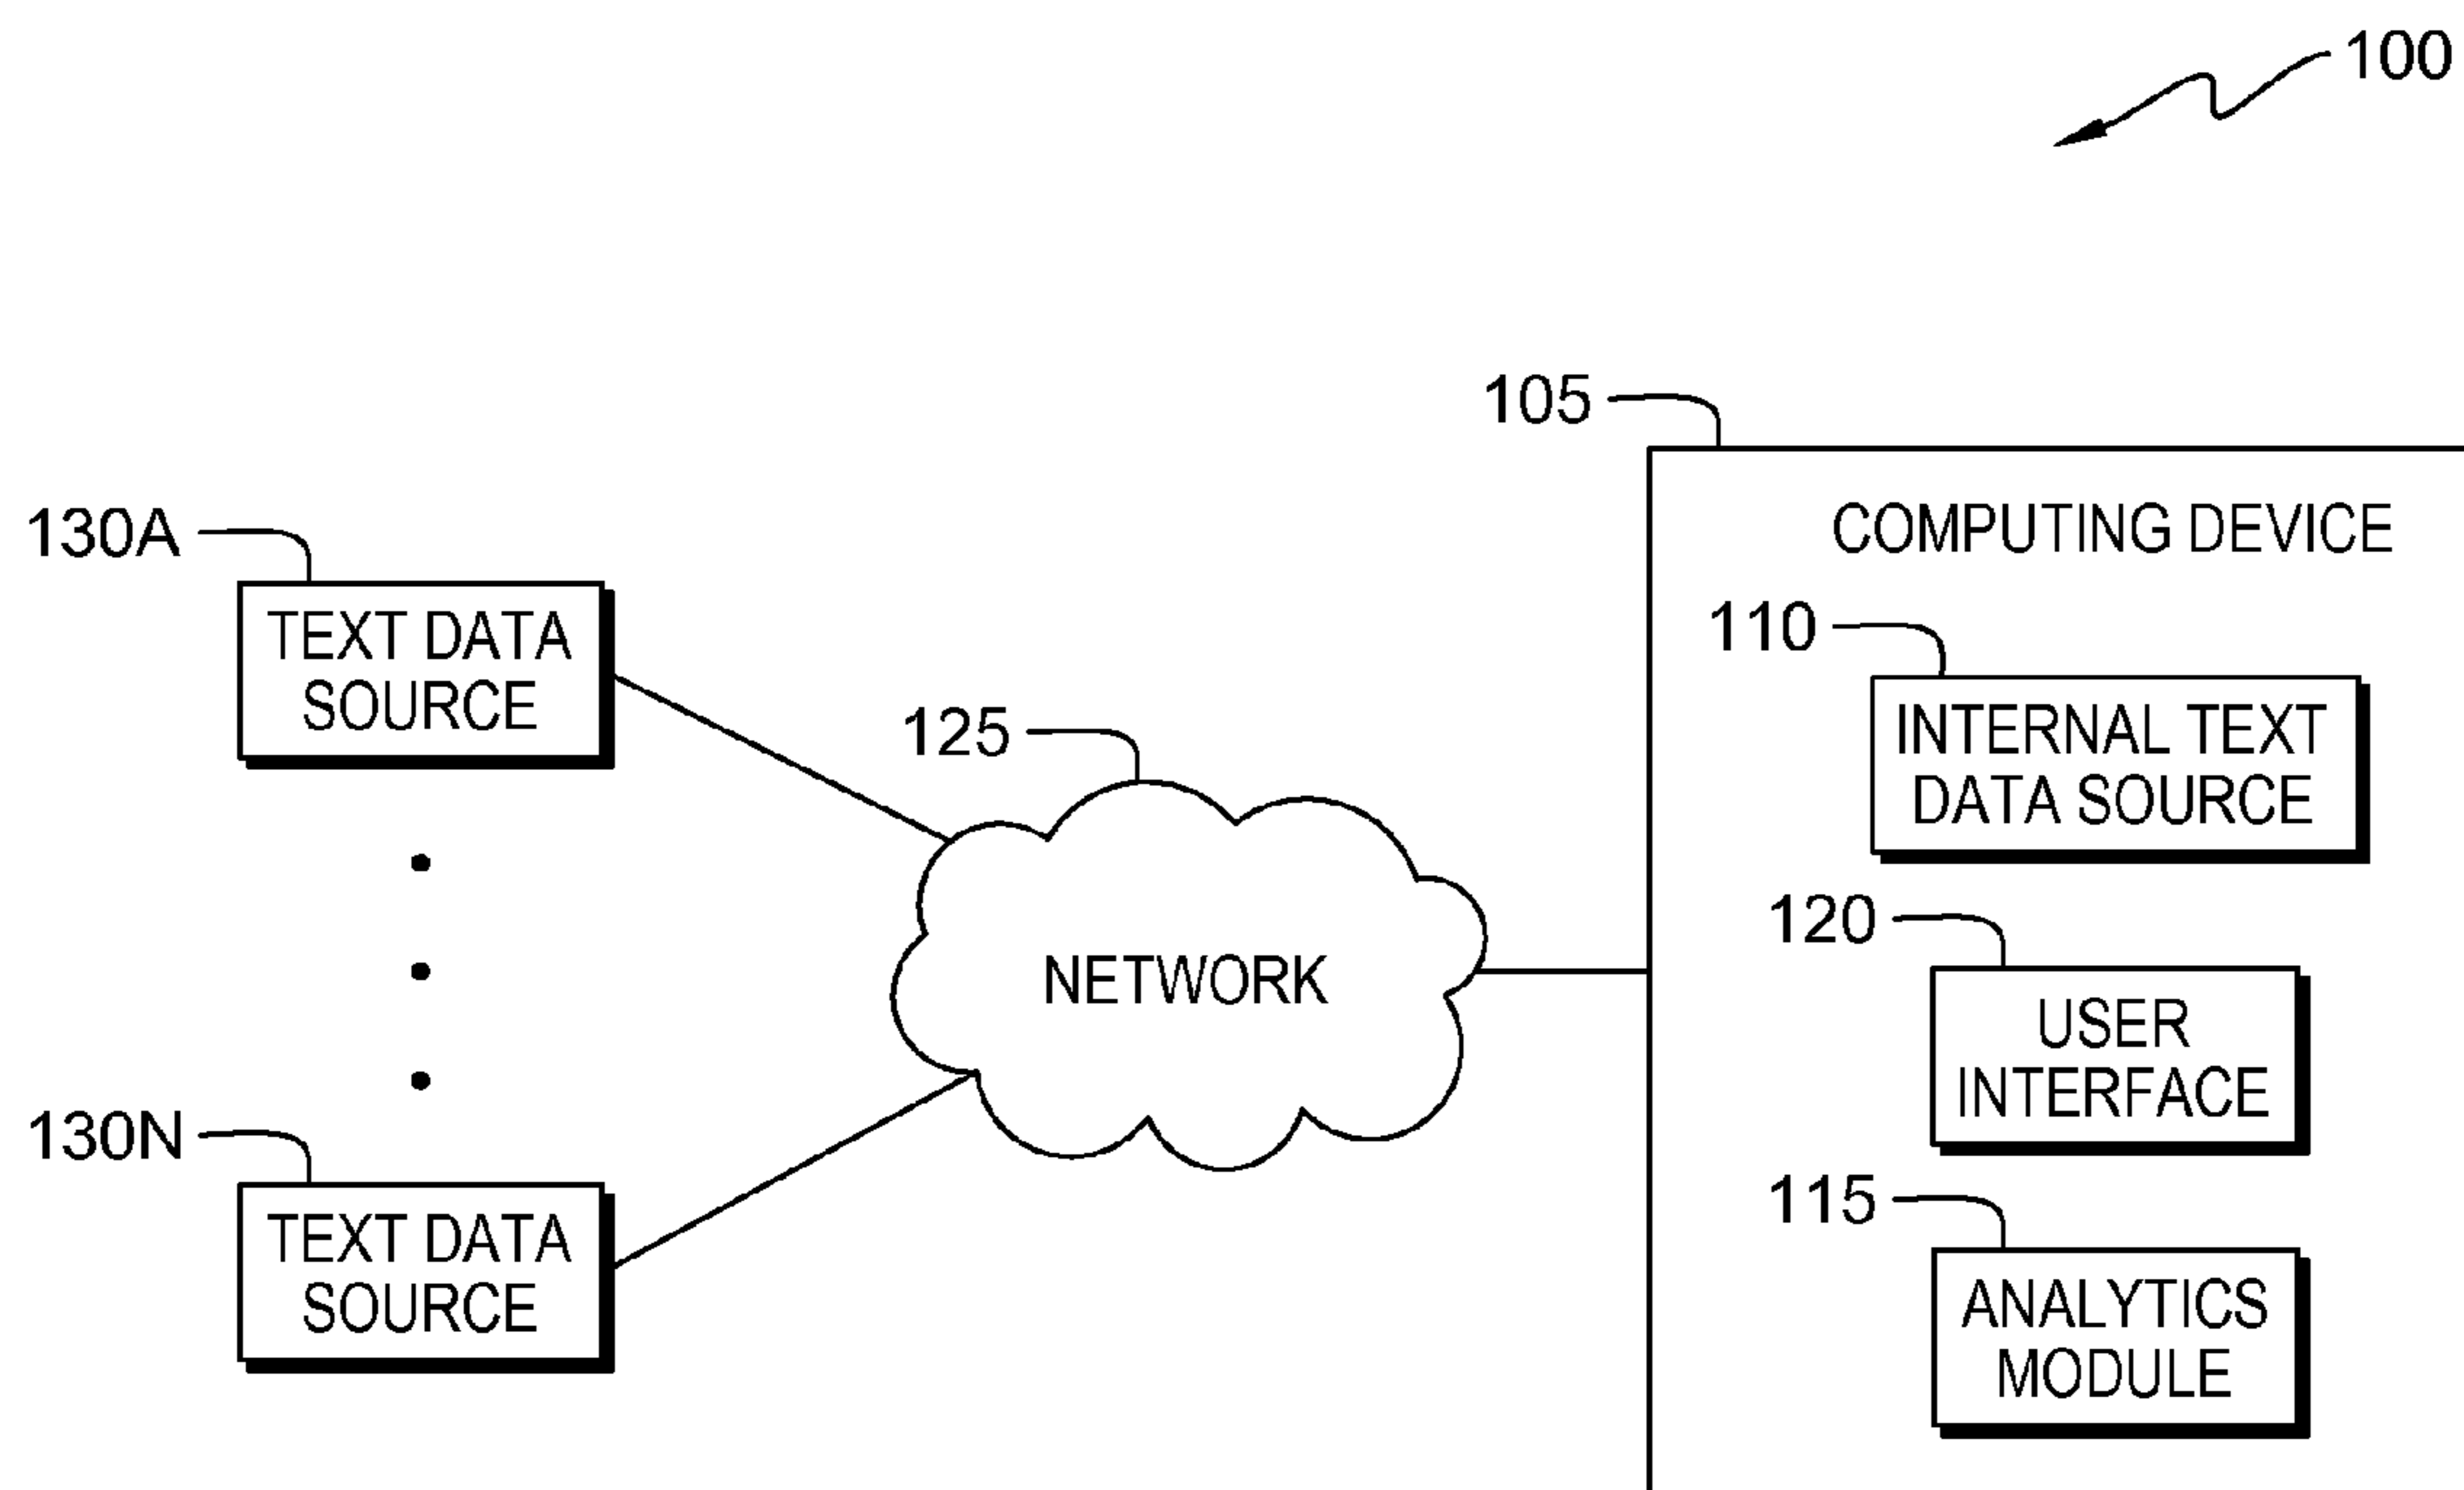 100
105
COMPUTING DEVICE
130A
TEXT DATA
SOURCE
110
INTERNAL TEXT
DATA SOURCE
125
NETWORK
120
USER
INTERFACE
130N
TEXT DATA
SOURCE
115
ANALYTICS
MODULE